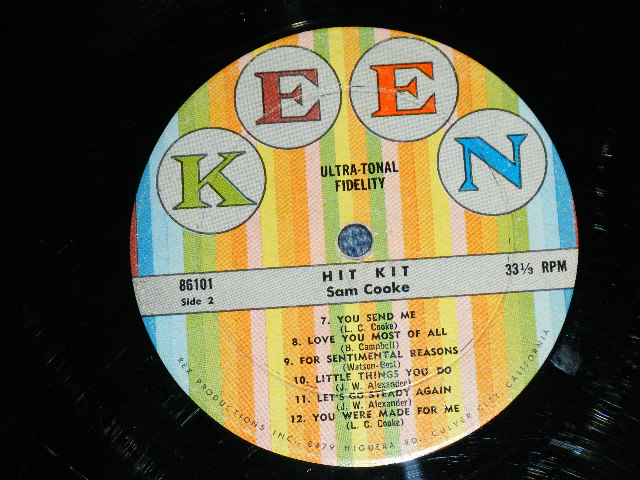 KEEN
ULTRA-TONAL
FIDELITY
86101
Side 2
HIT KIT
Sam Cooke
33⅓ RPM
7. YOU SEND ME
(L. C. Cooke)
8. LOVE YOU MOST OF ALL
(B. Campbell)
9. FOR SENTIMENTAL REASONS
(Watson-Best)
10. LITTLE THINGS YOU DO
(J. W. Alexander)
11. LET'S GO STEADY AGAIN
(J. W. Alexander)
12. YOU WERE MADE FOR ME
(L. C. Cooke)
REX PRODUCTIONS INC., 8479 HIGUERA RD. CULVER CITY, CALIFORNIA